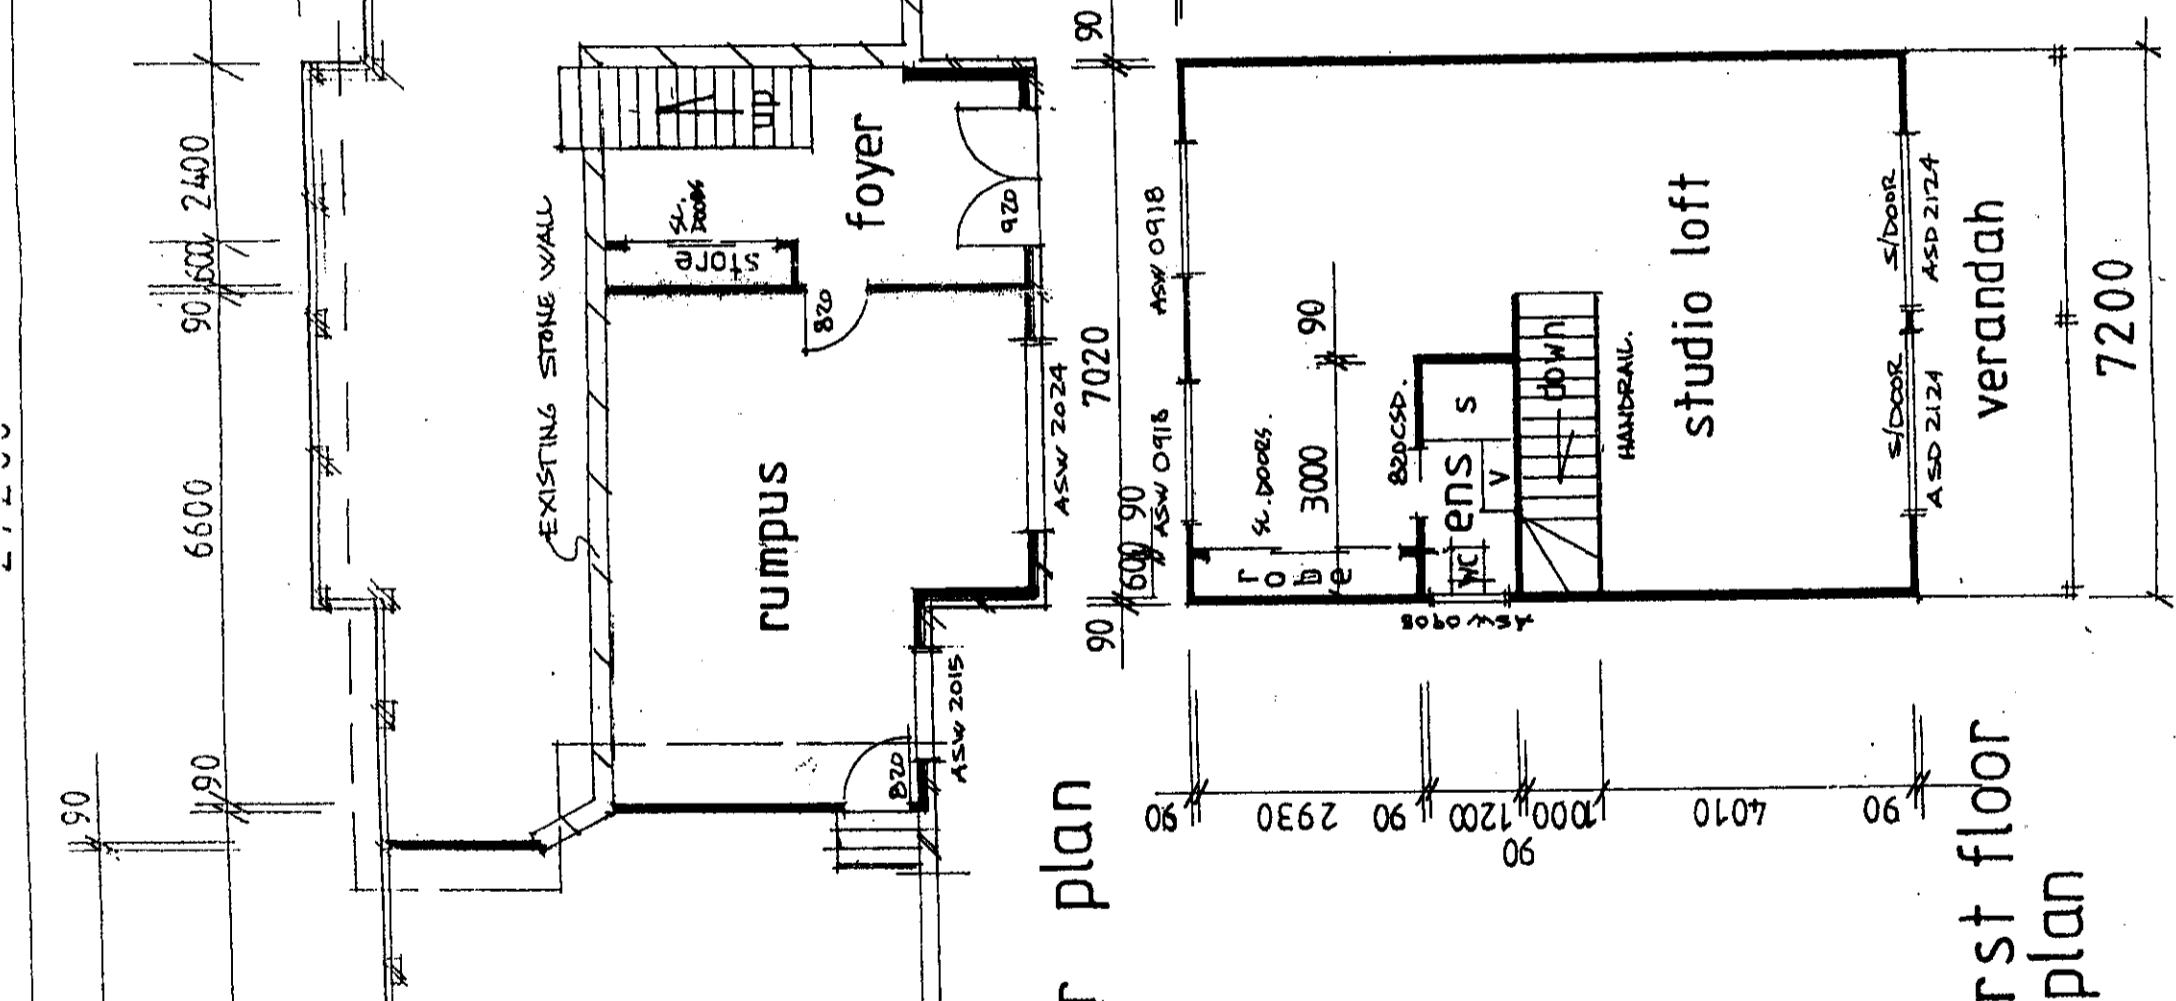 90
90
6600
90
600
2400
EXISTING STONE WALL
up
SL.
DOORS
store
foyer
920
820
rumpus
ASW 2024
820
ASW 2015
plan
90
7020
90
600
90
ASW 0918
ASW 0918
SL. DOORS.
robe
3000
90
820CSD.
WC
ens
V
S
down
HANDRAIL.
studio loft
S/DOOR
ASD 2124
S/DOOR
ASD 2124
verandah
7200
ASW 0908
90
2930
90
1200
90
1000
4010
90
rst floor
plan